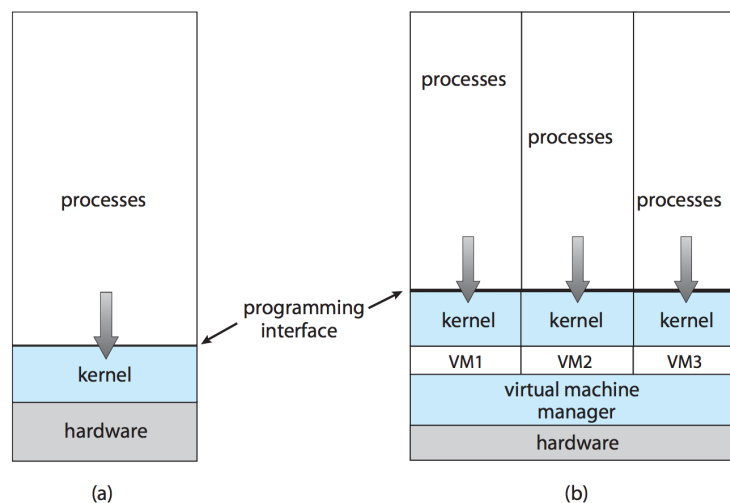 processes
programming
interface
kernel
hardware
(a)
processes
processes
processes
kernel
kernel
kernel
VM1
VM2
VM3
virtual machine
manager
hardware
(b)